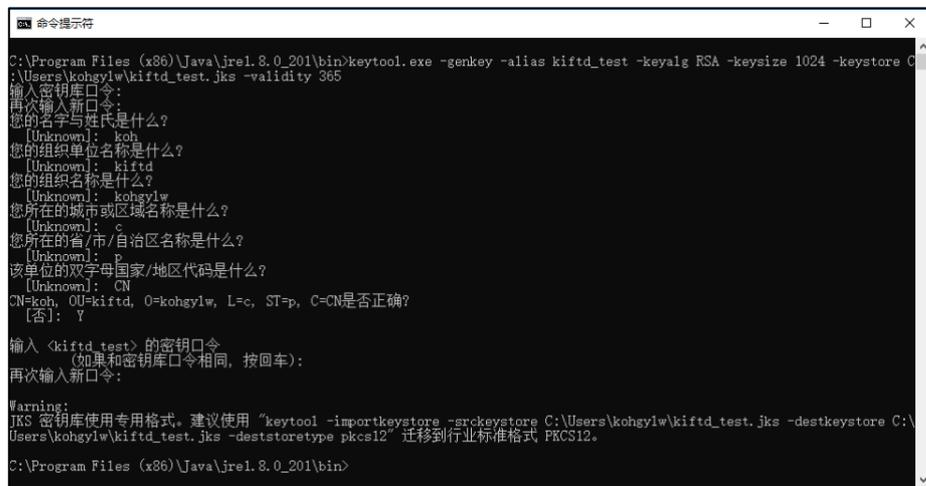 命令提示符
C:\Program Files (x86)\Java\jre1.8.0_201\bin>keytool.exe -genkey -alias kiftd_test -keyalg RSA -keysize 1024 -keystore C
:\Users\kohgylw\kiftd_test.jks -validity 365
输入密钥库口令:
再次输入新口令:
您的名字与姓氏是什么?
[Unknown]: koh
您的组织单位名称是什么?
[Unknown]: kiftd
您的组织名称是什么?
[Unknown]: kohgylw
您所在的城市或区域名称是什么?
[Unknown]: c
您所在的省/市/自治区名称是什么?
[Unknown]: p
该单位的双字母国家/地区代码是什么?
[Unknown]: CN
CN=koh, OU=kiftd, O=kohgylw, L=c, ST=p, C=CN是否正确?
[否]: Y
输入 <kiftd_test> 的密钥口令
(如果和密钥库口令相同, 按回车):
再次输入新口令:
Warning:
JKS 密钥库使用专用格式。建议使用 "keytool -importkeystore -srckeystore C:\Users\kohgylw\kiftd_test.jks -destkeystore C:\
Users\kohgylw\kiftd_test.jks -deststoretype pkcs12" 迁移到行业标准格式 PKCS12。
C:\Program Files (x86)\Java\jre1.8.0_201\bin>